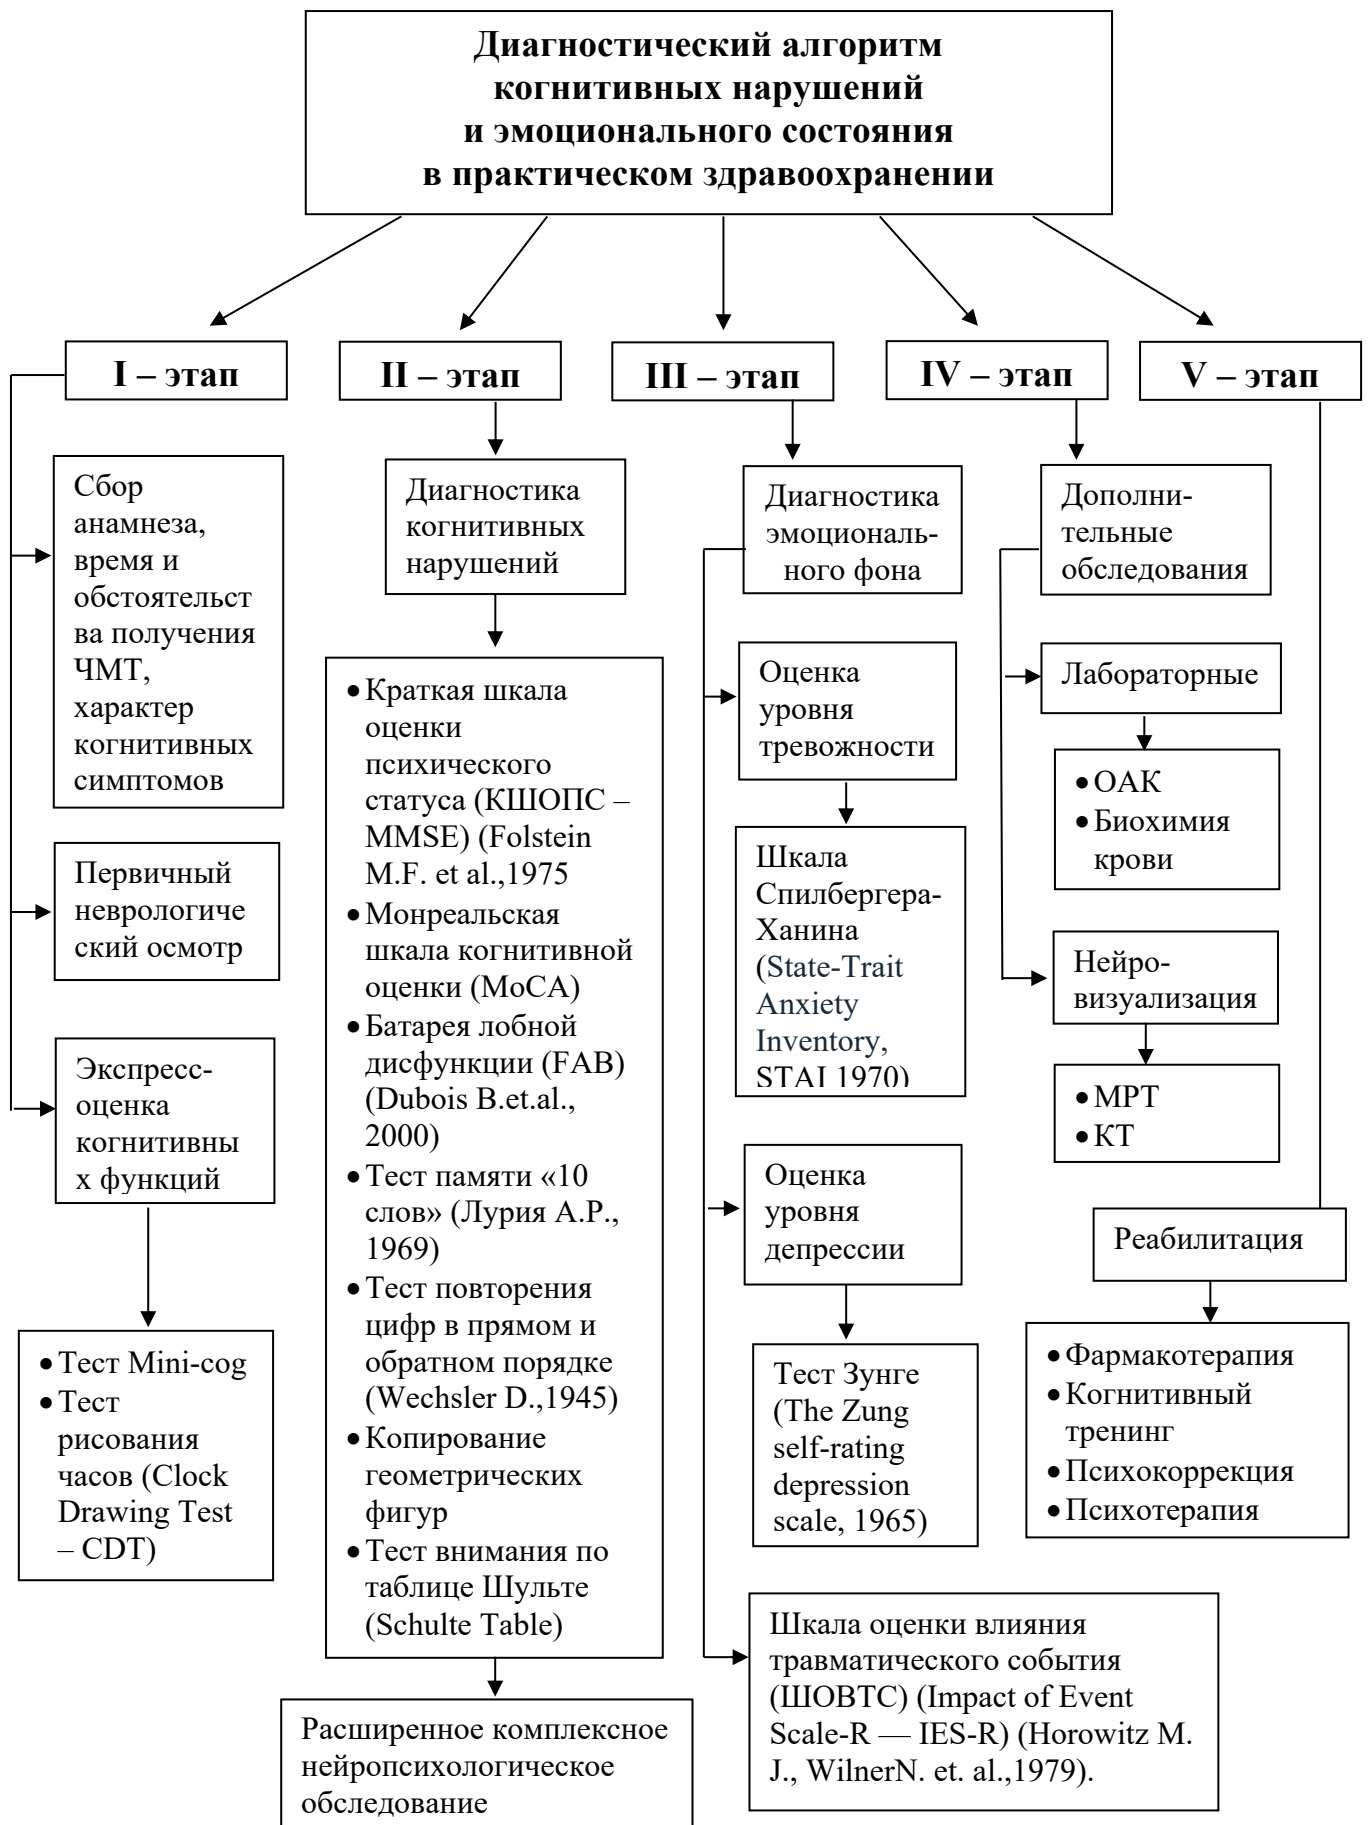 Диагностический алгоритм
когнитивных нарушений
и эмоционального состояния
в практическом здравоохранении
I – этап
II – этап
III – этап
IV – этап
V – этап
Сбор
анамнеза,
время и
обстоятельст
ва получения
ЧМТ,
характер
когнитивных
симптомов
Первичный
неврологиче
ский осмотр
Экспресс-
оценка
когнитивны
х функций
• Тест Mini-cog
• Тест
рисования
часов (Clock
Drawing Test
– CDT)
Диагностика
когнитивных
нарушений
• Краткая шкала
оценки
психического
статуса (КШОПС –
MMSE) (Folstein
M.F. et al.,1975
• Монреальская
шкала когнитивной
оценки (MoCA)
• Батарея лобной
дисфункции (FAB)
(Dubois B.et.al.,
2000)
• Тест памяти «10
слов» (Лурия А.Р.,
1969)
• Тест повторения
цифр в прямом и
обратном порядке
(Wechsler D.,1945)
• Копирование
геометрических
фигур
• Тест внимания по
таблице Шульте
(Schulte Table)
Расширенное комплексное
нейропсихологическое
обследование
Диагностика
эмоциональ-
ного фона
Оценка
уровня
тревожности
Шкала
Спилбергера-
Ханина
(State-Trait
Anxiety
Inventory,
STAI 1970)
Оценка
уровня
депрессии
Тест Зунге
(The Zung
self-rating
depression
scale, 1965)
Шкала оценки влияния
травматического события
(ШОВТС) (Impact of Event
Scale-R — IES-R) (Horowitz M.
J., WilnerN. et. al.,1979).
Дополни-
тельные
обследования
Лабораторные
• ОАК
• Биохимия
крови
Нейро-
визуализация
• МРТ
• КТ
Реабилитация
• Фармакотерапия
• Когнитивный
тренинг
• Психокоррекция
• Психотерапия